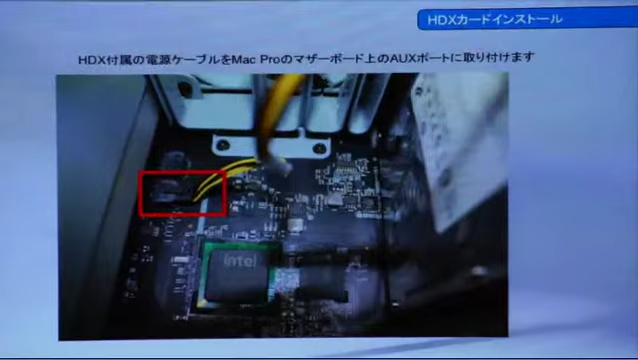 HDXカードインストール
HDX付属の電源ケーブルをMac Proのマザーボード上のAUXポートに取り付けます
intel